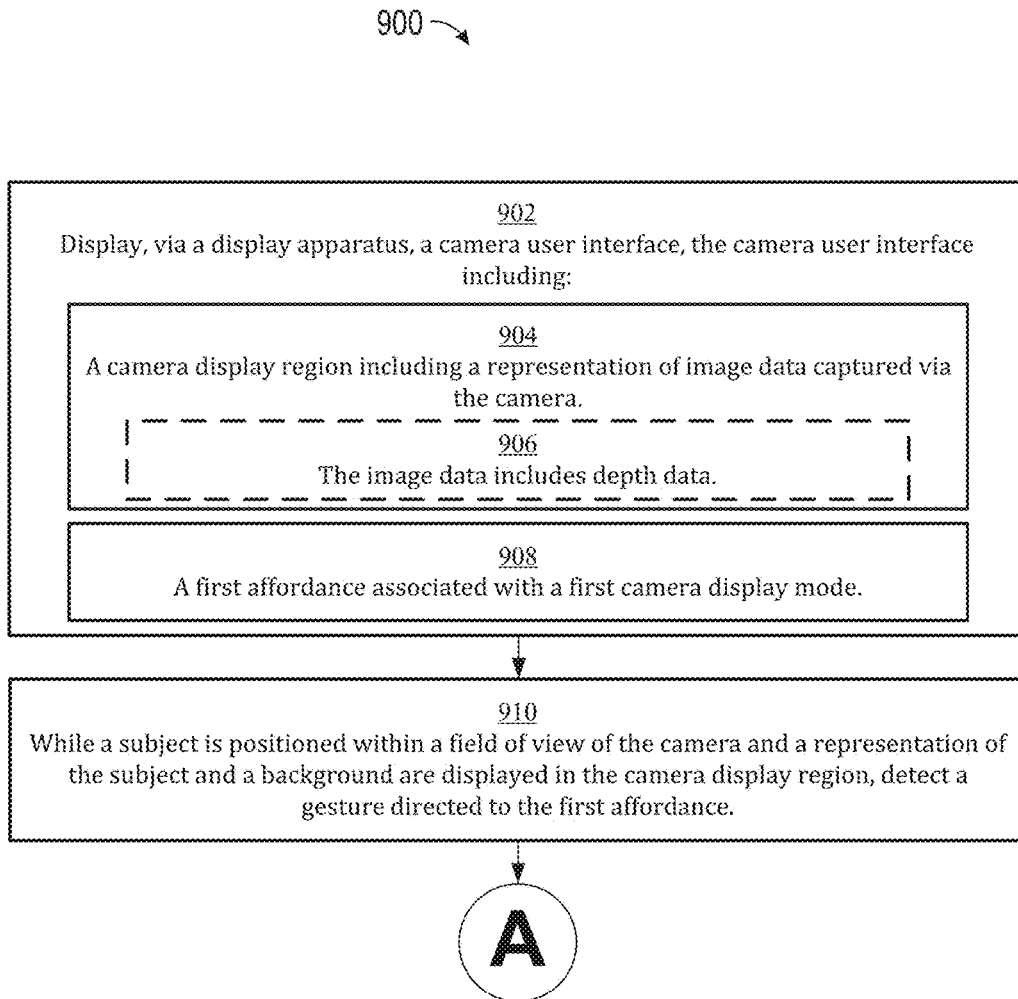 900
902
Display, via a display apparatus, a camera user interface, the camera user interface
including:
904
A camera display region including a representation of image data captured via
the camera.
906
The image data includes depth data.
908
A first affordance associated with a first camera display mode.
910
While a subject is positioned within a field of view of the camera and a representation of
the subject and a background are displayed in the camera display region, detect a
gesture directed to the first affordance.
A